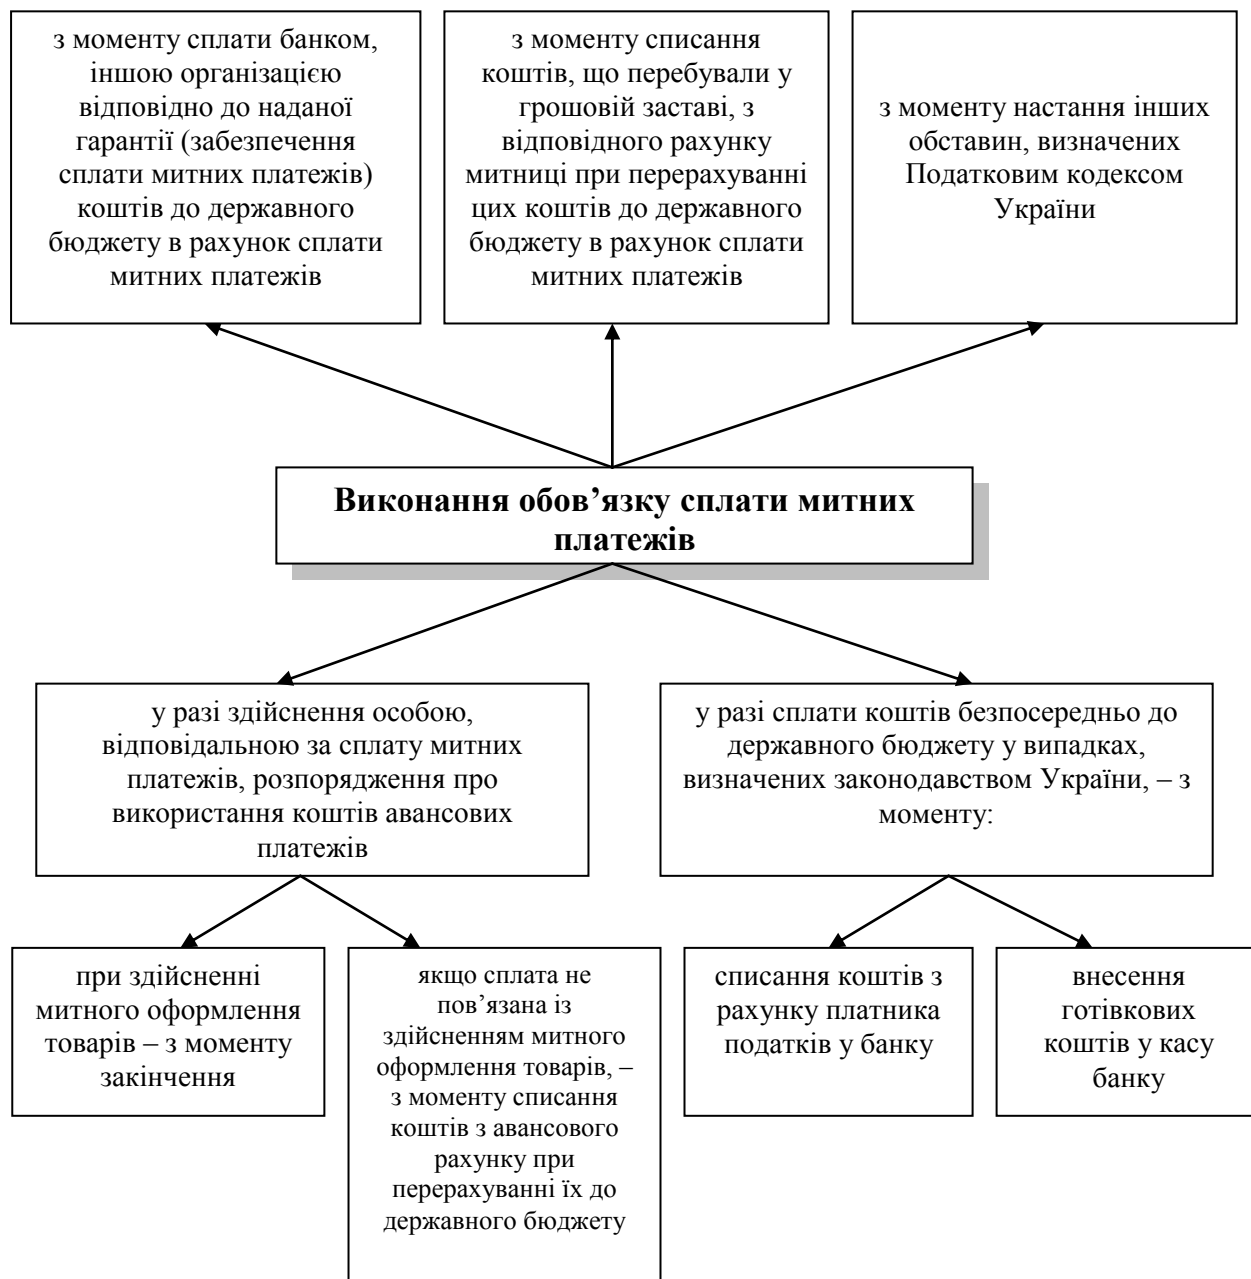 з моменту сплати банком,
іншою організацією
відповідно до наданої
гарантії (забезпечення
сплати митних платежів)
коштів до державного
бюджету в рахунок сплати
митних платежів
з моменту списання
коштів, що перебували у
грошовій заставі, з
відповідного рахунку
митниці при перерахуванні
цих коштів до державного
бюджету в рахунок сплати
митних платежів
з моменту настання інших
обставин, визначених
Податковим кодексом
України
Виконання обов’язку сплати митних
платежів
у разі здійснення особою,
відповідальною за сплату митних
платежів, розпорядження про
використання коштів авансових
платежів
у разі сплати коштів безпосередньо до
державного бюджету у випадках,
визначених законодавством України, – з
моменту:
при здійсненні
митного оформлення
товарів – з моменту
закінчення
якщо сплата не
пов’язана із
здійсненням митного
оформлення товарів, –
з моменту списання
коштів з авансового
рахунку при
перерахуванні їх до
державного бюджету
списання коштів з
рахунку платника
податків у банку
внесення
готівкових
коштів у касу
банку